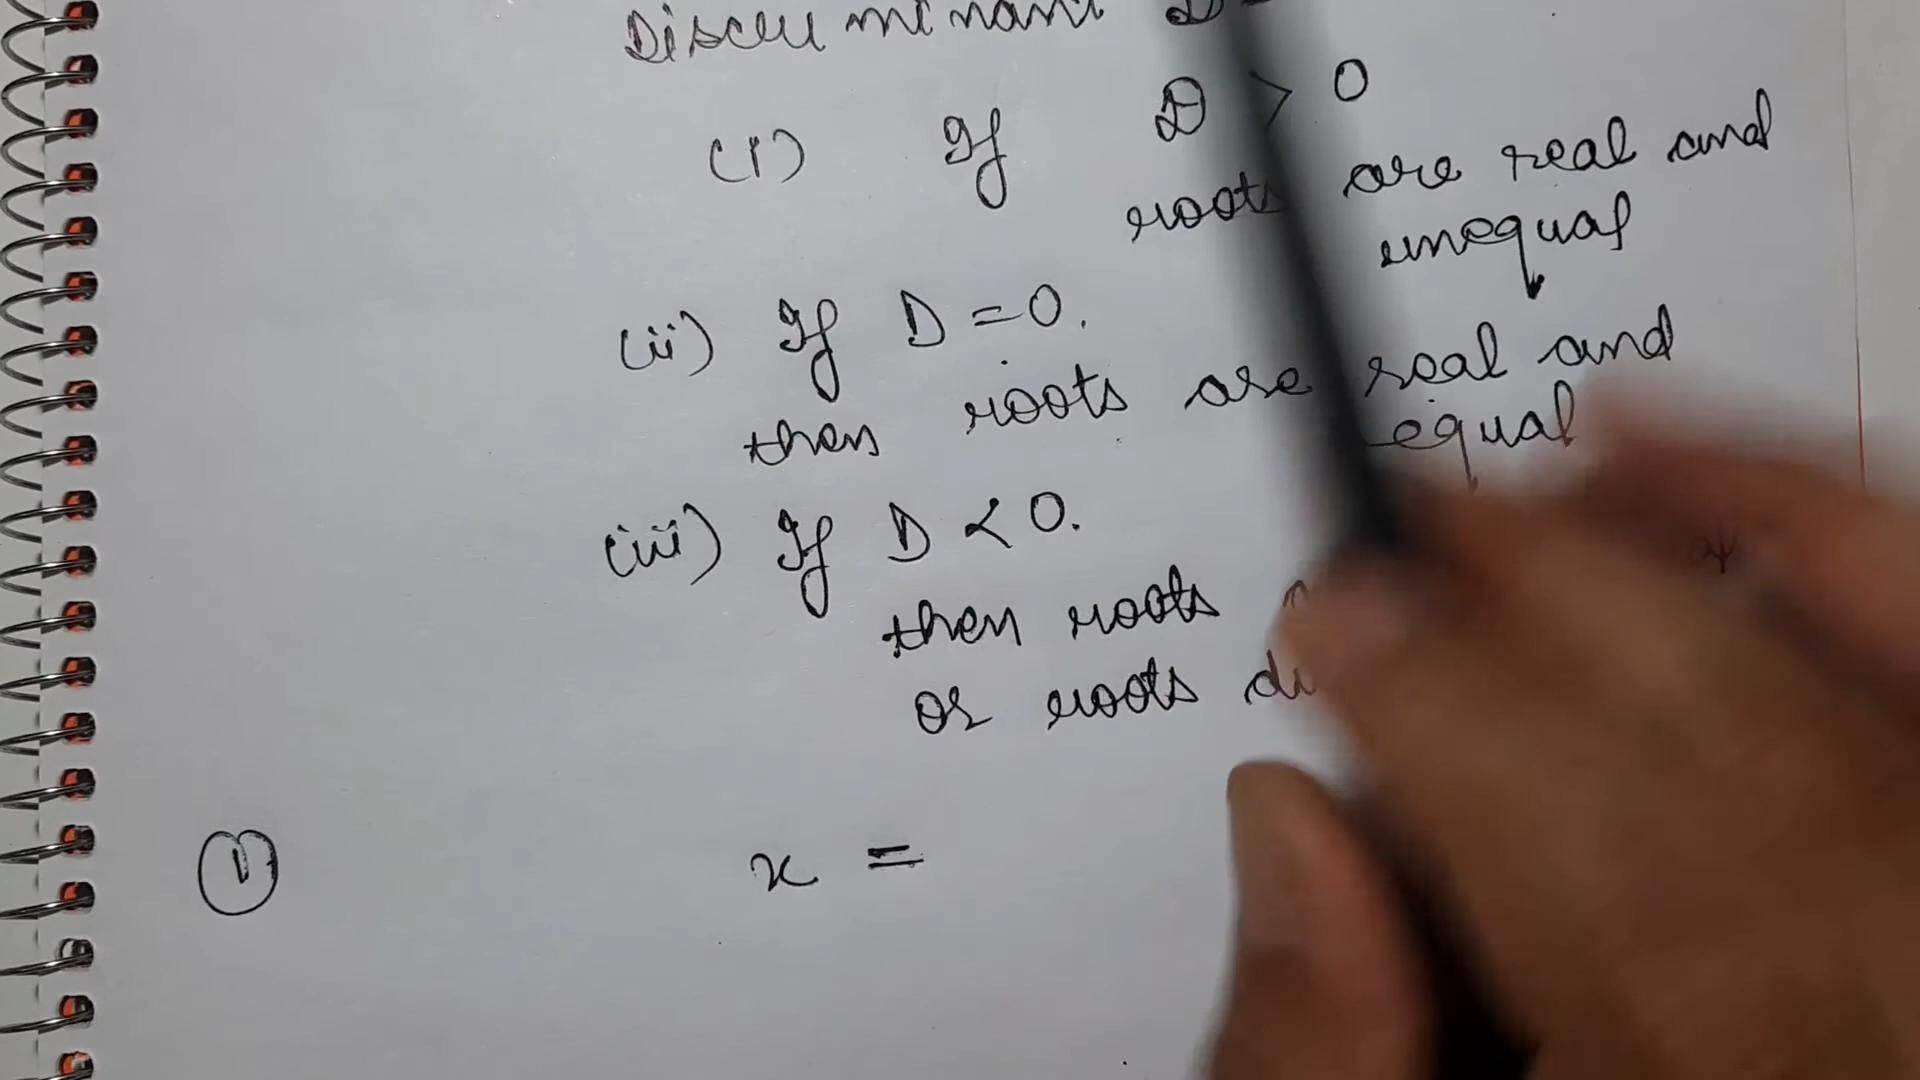 Discriminant D
(i) If D > 0
roots are real and
unequal
(ii) If D = 0.
then roots are real and
equal
(iii) If D < 0.
then roots
or roots
① x =